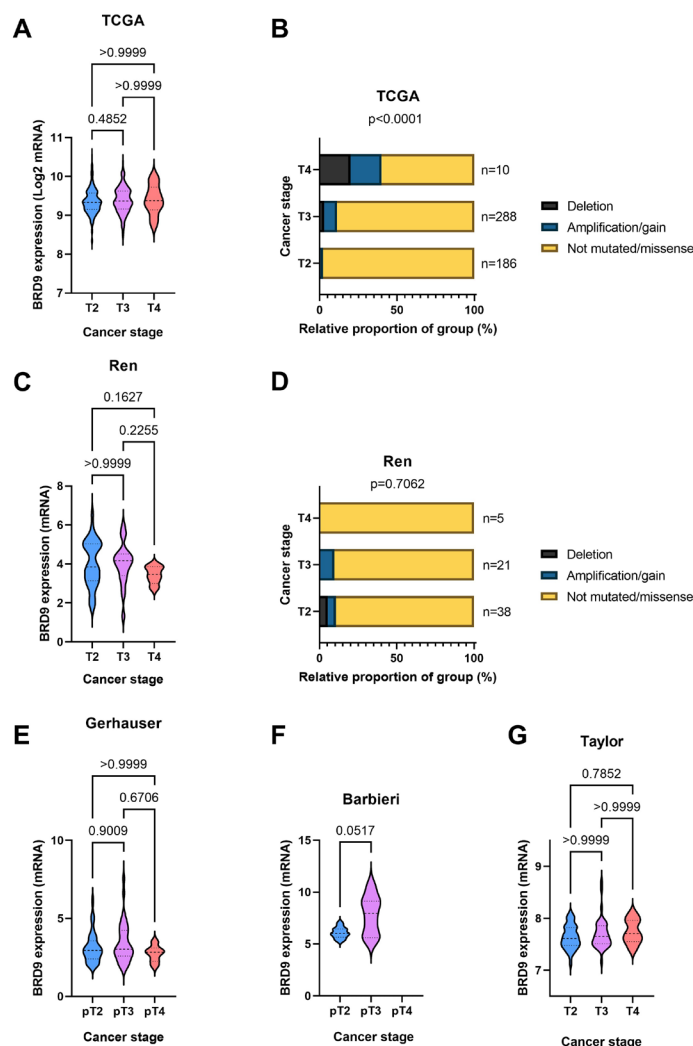 A
TCGA
>0.9999
>0.9999
0.4852
BRD9 expression (Log2 mRNA)
11
10
9
8
7
T2 T3 T4
Cancer stage
B
TCGA
p<0.0001
Cancer stage
T4
T3
T2
n=10
n=288
n=186
0 50 100
Relative proportion of group (%)
Deletion
Amplification/gain
Not mutated/missense
C
Ren
0.1627
0.2255
>0.9999
BRD9 expression (mRNA)
8
6
4
2
0
T2 T3 T4
Cancer stage
D
Ren
p=0.7062
Cancer stage
T4
T3
T2
n=5
n=21
n=38
0 50 100
Relative proportion of group (%)
Deletion
Amplification/gain
Not mutated/missense
E
Gerhauser
>0.9999
0.6706
0.9009
BRD9 expression (mRNA)
10
5
0
pT2 pT3 pT4
Cancer stage
F
Barbieri
0.0517
BRD9 expression (mRNA)
15
10
5
0
pT2 pT3 pT4
Cancer stage
G
Taylor
0.7852
>0.9999
>0.9999
BRD9 expression (mRNA)
9
8
7
T2 T3 T4
Cancer stage